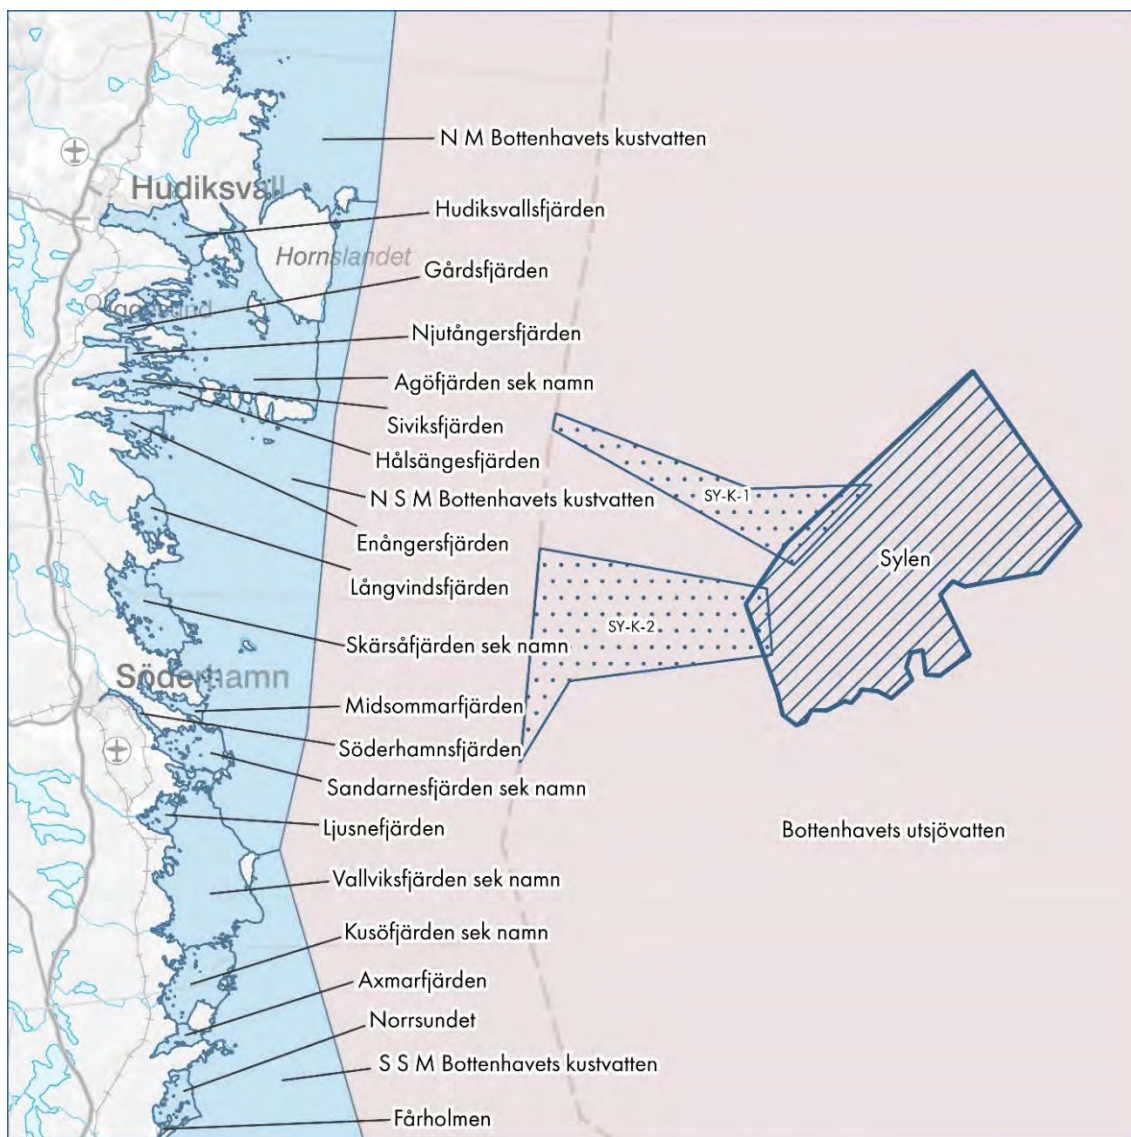 N M Bottenhavets kustvatten
Hudiksvall
Hudiksvallsfjärden
Hornslandet
Gårdsfjärden
Iggesund
Njutångersfjärden
Agöfjärden sek namn
Siviksfjärden
Hålsängesfjärden
N S M Bottenhavets kustvatten
SY-K-1
Enångersfjärden
Sylen
Långvindsfjärden
SY-K-2
Skärsåfjärden sek namn
Söderhamn
Midsommarfjärden
Söderhamnsfjärden
Sandarnesfjärden sek namn
Ljusnefjärden
Bottenhavets utsjövatten
Vallviksfjärden sek namn
Kusöfjärden sek namn
Axmarfjärden
Norrsundet
S S M Bottenhavets kustvatten
Fårholmen